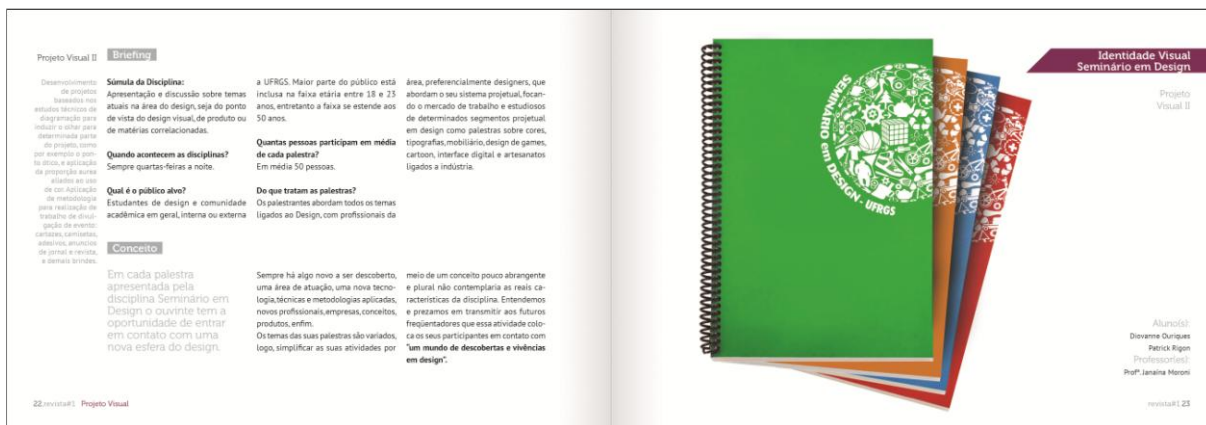 Projeto Visual II
Desenvolvimento
de projetos
baseados nos
estudos técnicos de
diagramação para
induzir o olhar para
determinada parte
do projeto, como
por exemplo o pon-
to ótico, e aplicação
da proporção aurea
aliados ao uso
de cor. Aplicação
de metodologia
para realização de
trabalho de divul-
gação de evento:
cartazes, camisetas,
adesivos, anuncios
de jornal e revista,
e demais brindes.
Briefing
Súmula da Disciplina:
Apresentação e discussão sobre temas
atuais na área do design, seja do ponto
de vista do design visual, de produto ou
de matérias correlacionadas.
Quando acontecem as disciplinas?
Sempre quartas-feiras a noite.
Qual é o público alvo?
Estudantes de design e comunidade
acadêmica em geral, interna ou externa
a UFRGS. Maior parte do público está
inclusa na faixa etária entre 18 e 23
anos, entretanto a faixa se estende aos
50 anos.
Quantas pessoas participam em média
de cada palestra?
Em média 50 pessoas.
Do que tratam as palestras?
Os palestrantes abordam todos os temas
ligados ao Design, com profissionais da
área, preferencialmente designers, que
abordam o seu sistema projetual, focan-
do o mercado de trabalho e estudiosos
de determinados segmentos projetual
em design como palestras sobre cores,
tipografias, mobiliário, design de games,
cartoon, interface digital e artesanatos
ligados a indústria.
Conceito
Em cada palestra
apresentada pela
disciplina Seminário em
Design o ouvinte tem a
oportunidade de entrar
em contato com uma
nova esfera do design.
Sempre há algo novo a ser descoberto,
uma área de atuação, uma nova tecno-
logia, técnicas e metodologias aplicadas,
novos profissionais, empresas, conceitos,
produtos, enfim.
Os temas das suas palestras são variados,
logo, simplificar as suas atividades por
meio de um conceito pouco abrangente
e plural não contemplaria as reais ca-
racterísticas da disciplina. Entendemos
e prezamos em transmitir aos futuros
freqüentadores que essa atividade colo-
ca os seus participantes em contato com
"um mundo de descobertas e vivências
em design".
22.revista#1 Projeto Visual
SEMINÁRIO em DESIGN - UFRGS
Identidade Visual
Seminário em Design
Projeto
Visual II
Aluno(s):
Diovanne Ouriques
Patrick Rigon
Professor(es):
Profª. Janaina Moroni
revista#1.23